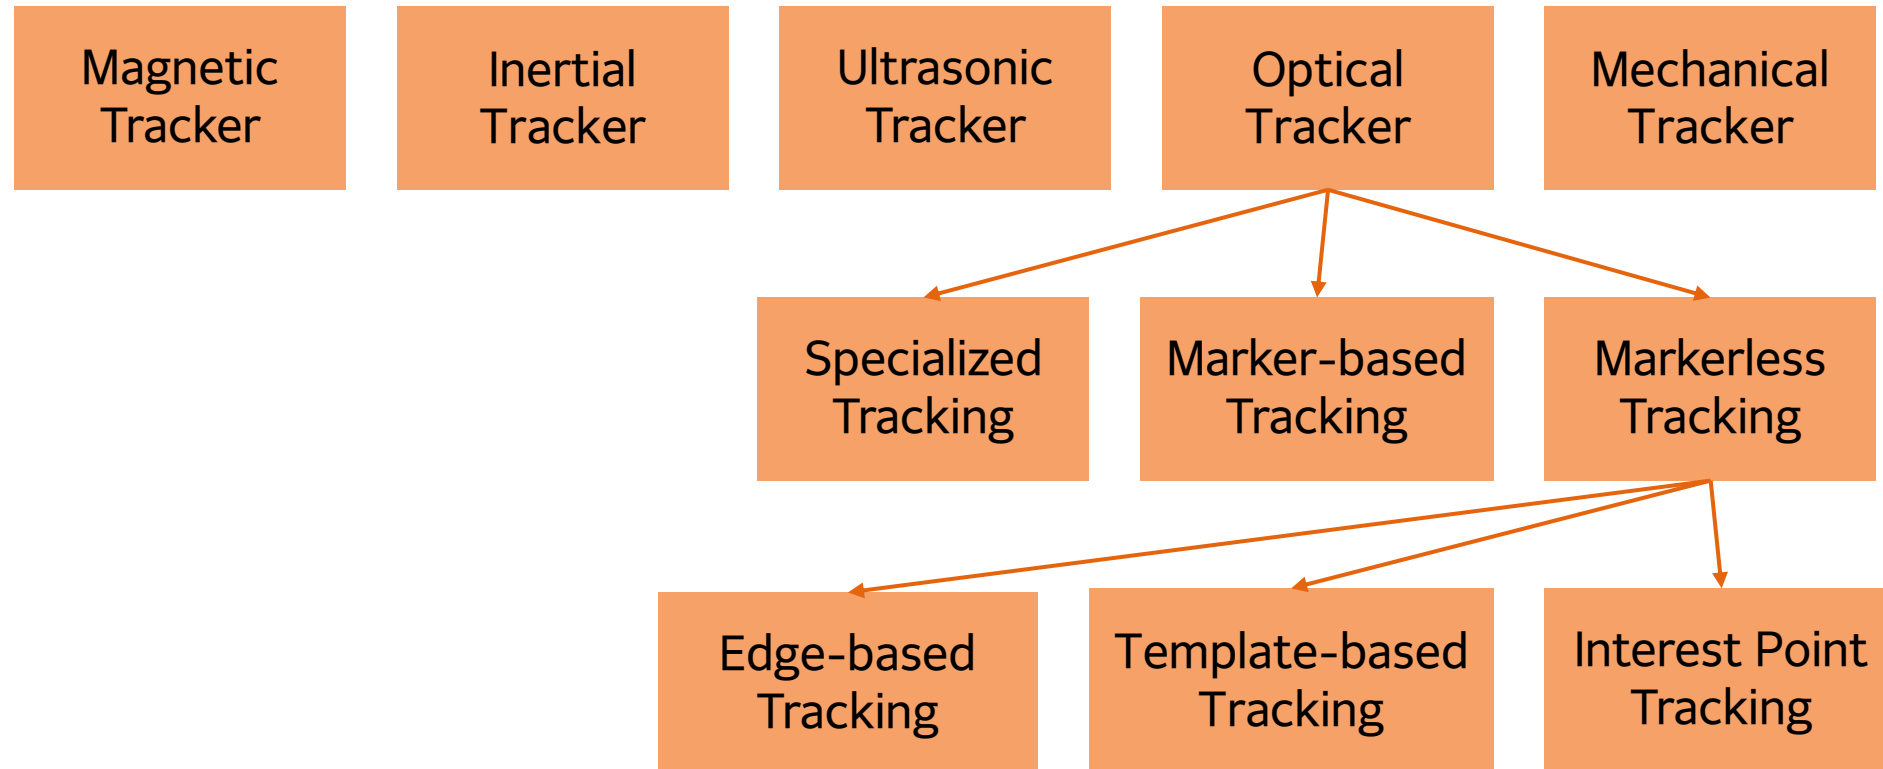 Magnetic
Tracker
Inertial
Tracker
Ultrasonic
Tracker
Optical
Tracker
Mechanical
Tracker
Specialized
Tracking
Marker-based
Tracking
Markerless
Tracking
Edge-based
Tracking
Template-based
Tracking
Interest Point
Tracking